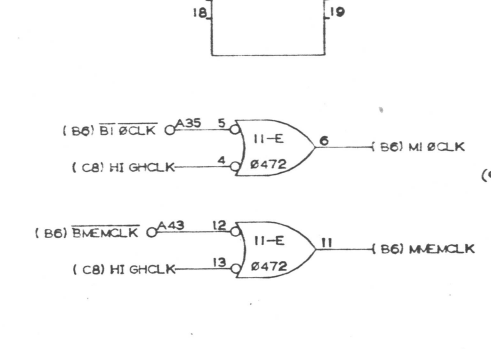 18 19
(B6) BI ØCLK A35 5
11-E 6 (B6) MI ØCLK
(C8) HI GHCLK 4 Ø472
(B6) BMEMCLK A43 12
11-E 11 (B6) MMEMCLK
(C8) HI GHCLK 13 Ø472